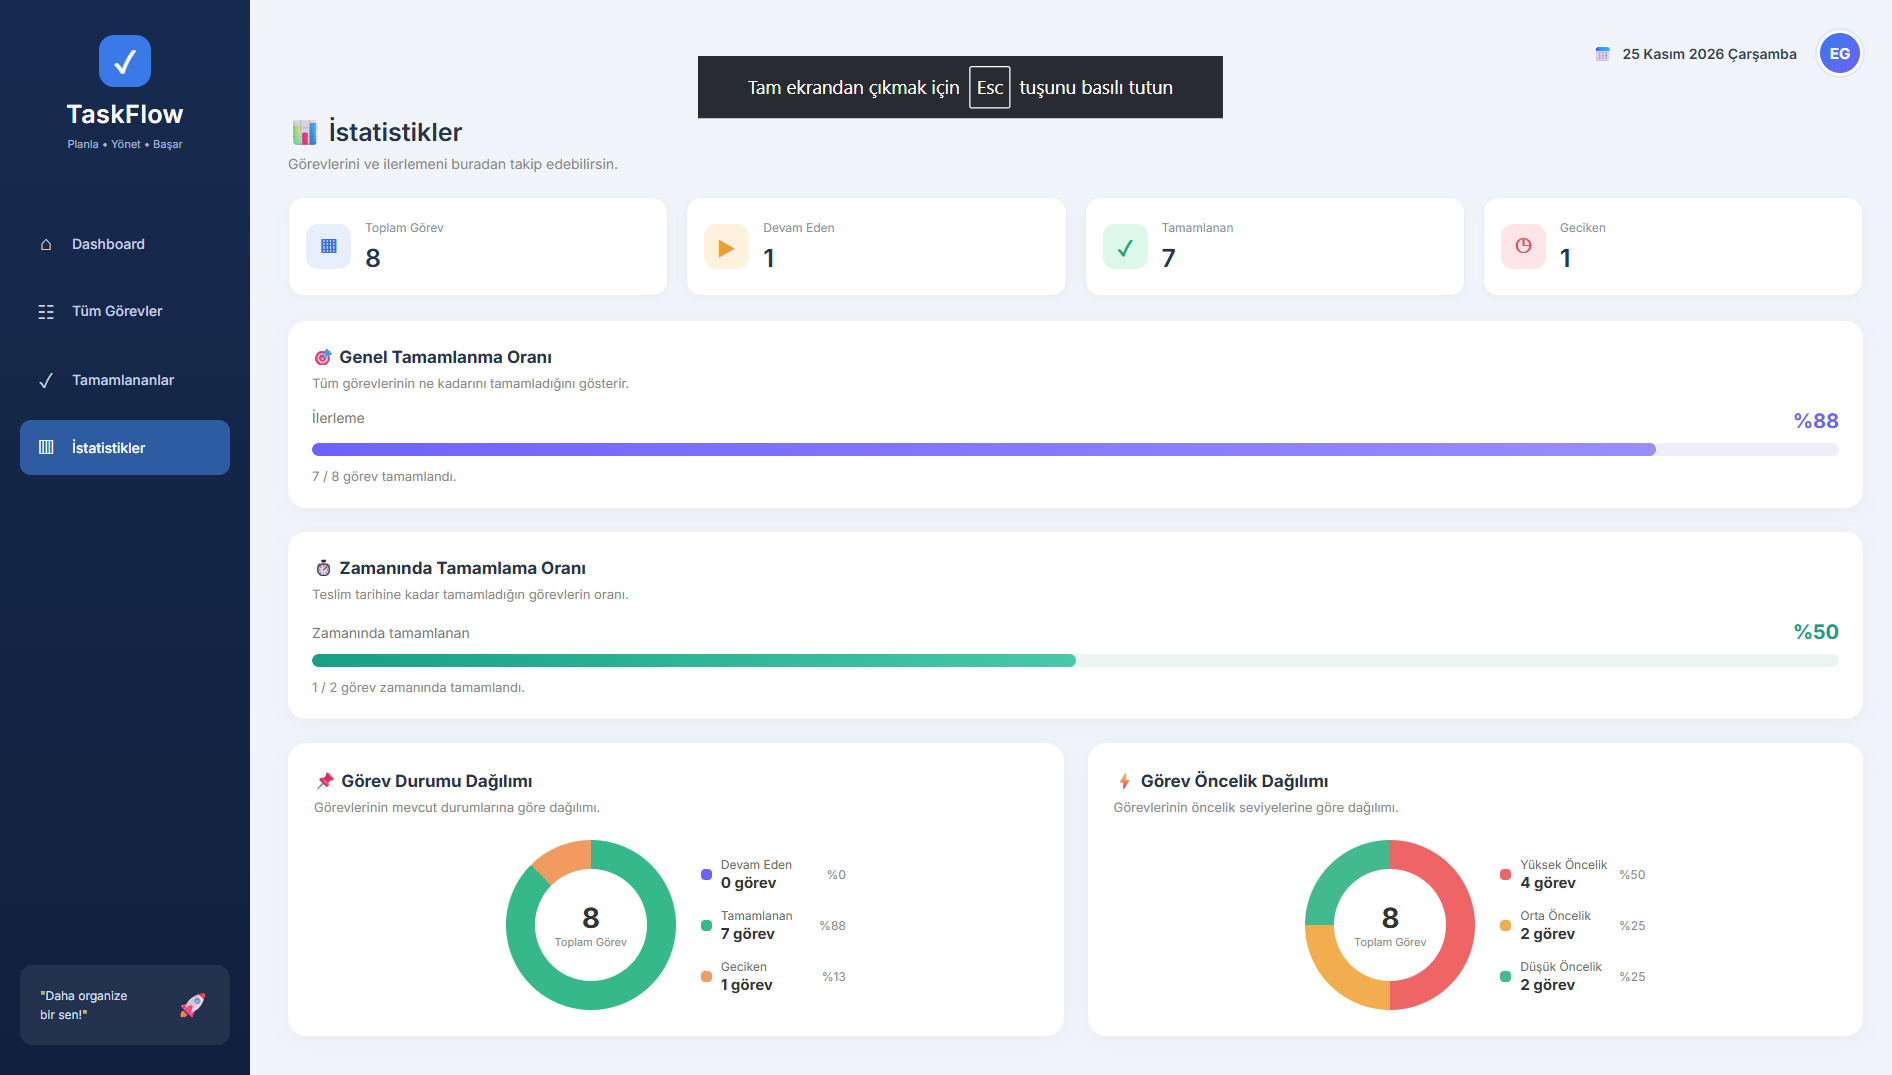 TaskFlow
Planla • Yönet • Başar
Dashboard
Tüm Görevler
Tamamlananlar
İstatistikler
"Daha organize
bir sen!"
25 Kasım 2026 Çarşamba
EG
Tam ekrandan çıkmak için Esc tuşunu basılı tutun
İstatistikler
Görevlerini ve ilerlemeni buradan takip edebilirsin.
Toplam Görev
8
Devam Eden
1
Tamamlanan
7
Geciken
1
Genel Tamamlanma Oranı
Tüm görevlerinin ne kadarını tamamladığını gösterir.
İlerleme
%88
7 / 8 görev tamamlandı.
Zamanında Tamamlama Oranı
Teslim tarihine kadar tamamladığın görevlerin oranı.
Zamanında tamamlanan
%50
1 / 2 görev zamanında tamamlandı.
Görev Durumu Dağılımı
Görevlerinin mevcut durumlarına göre dağılımı.
8
Toplam Görev
Devam Eden
0 görev
%0
Tamamlanan
7 görev
%88
Geciken
1 görev
%13
Görev Öncelik Dağılımı
Görevlerinin öncelik seviyelerine göre dağılımı.
8
Toplam Görev
Yüksek Öncelik
4 görev
%50
Orta Öncelik
2 görev
%25
Düşük Öncelik
2 görev
%25